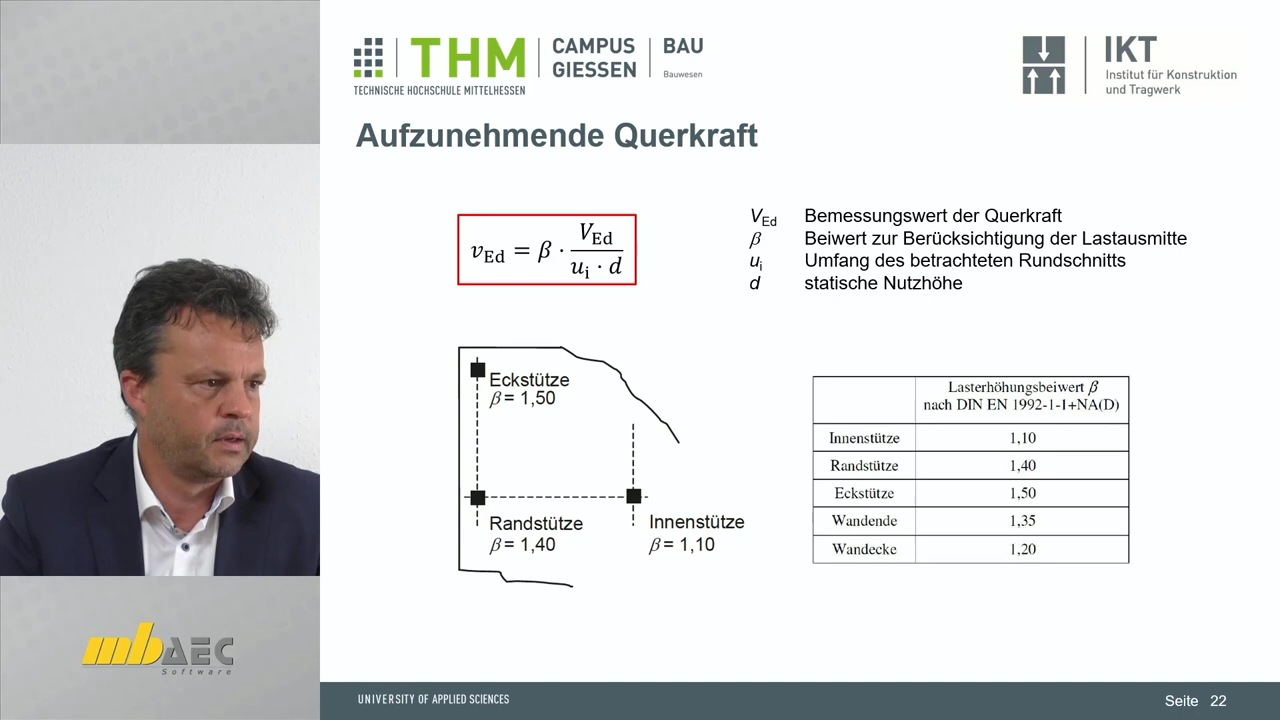 THM
CAMPUS
GIESSEN
BAU
Bauwesen
TECHNISCHE HOCHSCHULE MITTELHESSEN
IKT
Institut für Konstruktion
und Tragwerk
Aufzunehmende Querkraft
v_Ed = β · V_Ed / (u_i · d)
V_Ed Bemessungswert der Querkraft
β Beiwert zur Berücksichtigung der Lastausmitte
u_i Umfang des betrachteten Rundschnitts
d statische Nutzhöhe
Eckstütze
β = 1,50
Randstütze
β = 1,40
Innenstütze
β = 1,10
Lasterhöhungsbeiwert β
nach DIN EN 1992-1-1+NA(D)
Innenstütze 1,10
Randstütze 1,40
Eckstütze 1,50
Wandende 1,35
Wandecke 1,20
mb AEC
Software
UNIVERSITY OF APPLIED SCIENCES
Seite 22